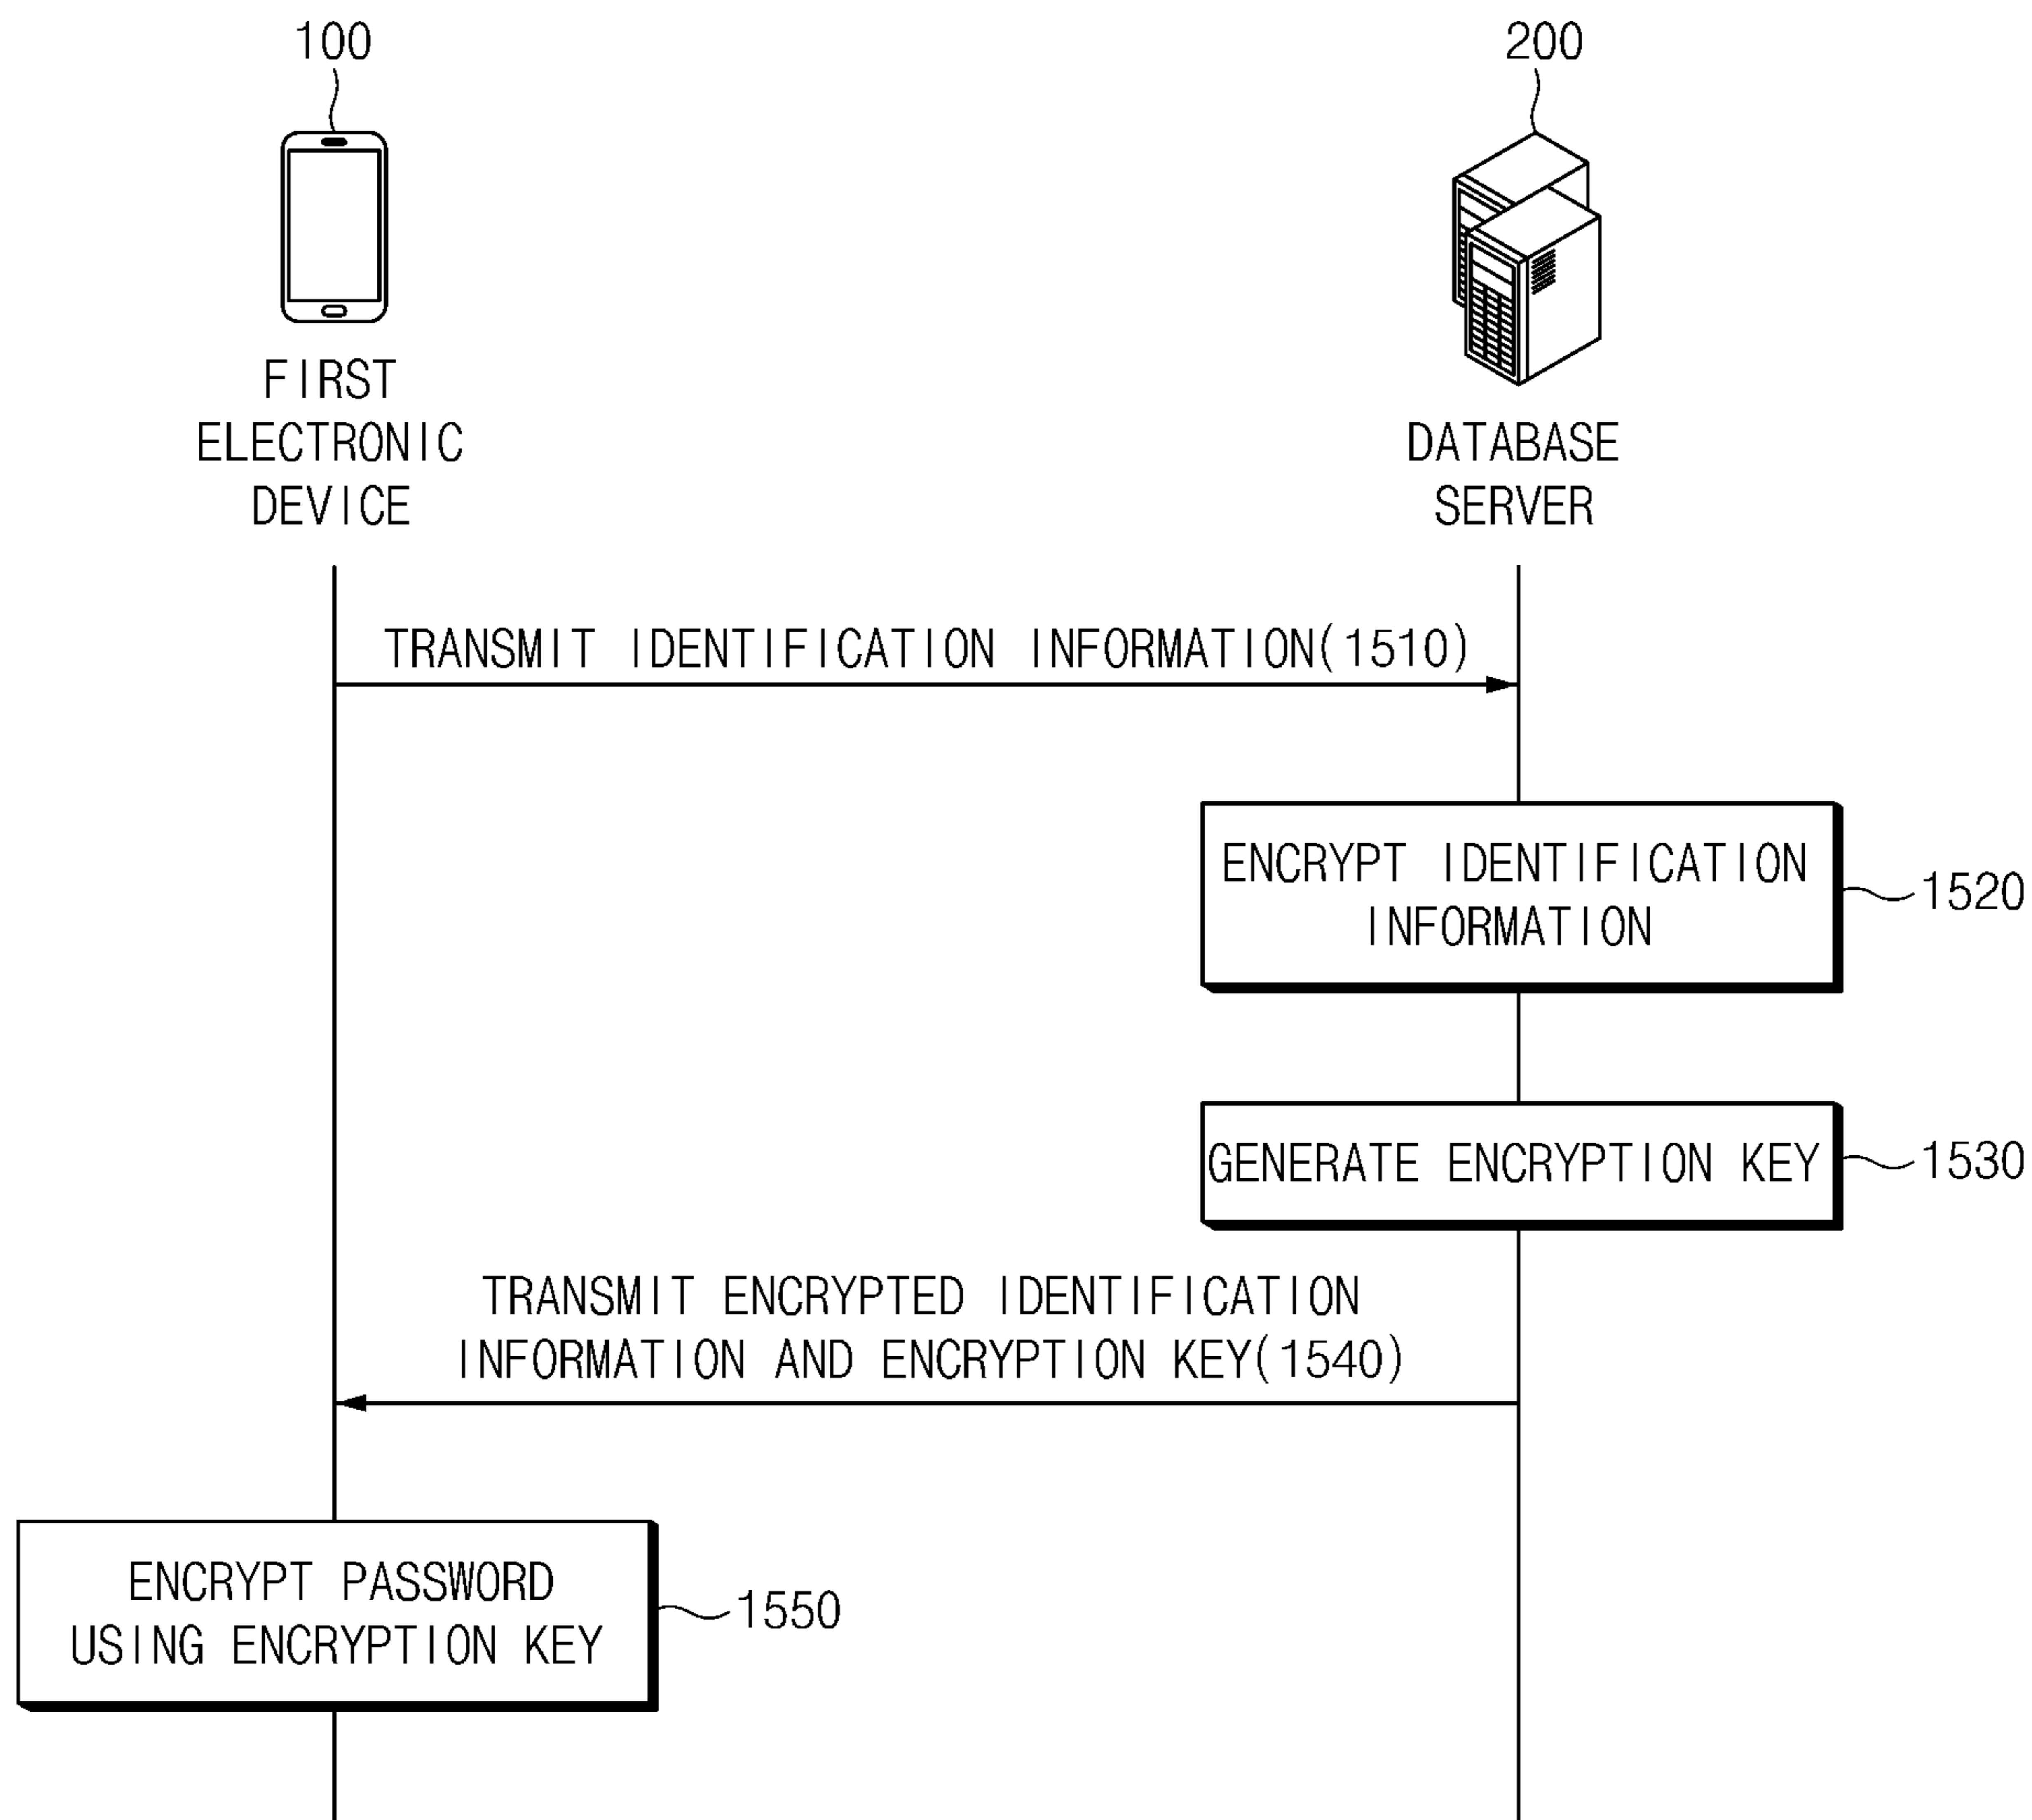 100
200
FIRST
ELECTRONIC
DEVICE
DATABASE
SERVER
TRANSMIT IDENTIFICATION INFORMATION(1510)
ENCRYPT IDENTIFICATION
INFORMATION
1520
GENERATE ENCRYPTION KEY
1530
TRANSMIT ENCRYPTED IDENTIFICATION
INFORMATION AND ENCRYPTION KEY(1540)
ENCRYPT PASSWORD
USING ENCRYPTION KEY
1550